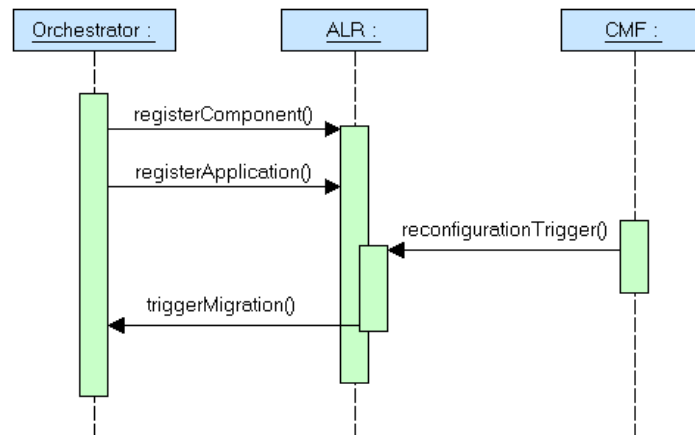 Orchestrator :
ALR :
CMF :
registerComponent()
registerApplication()
reconfigurationTrigger()
triggerMigration()